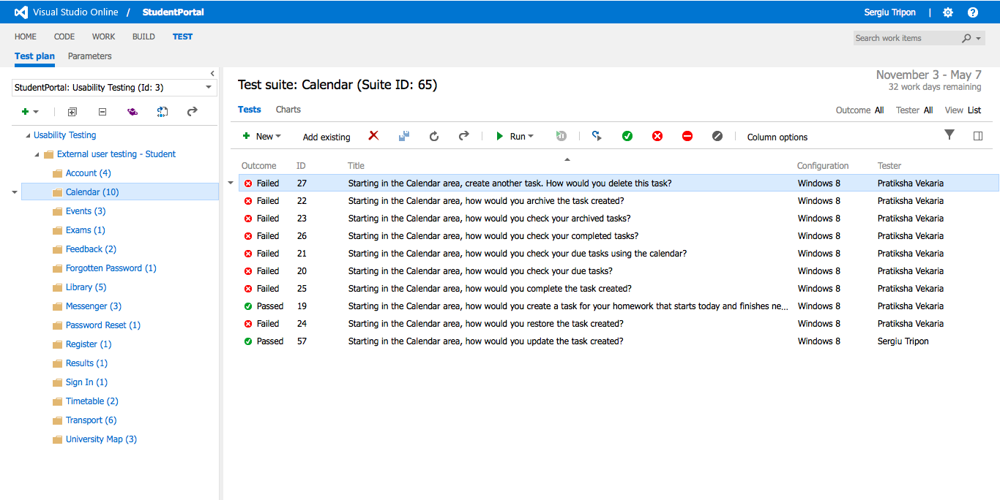 Visual Studio Online / StudentPortal Sergiu Tripon |
HOME CODE WORK BUILD TEST Search work items
Test plan Parameters
StudentPortal: Usability Testing (Id: 3)
Usability Testing
External user testing - Student
Account (4)
Calendar (10)
Events (3)
Exams (1)
Feedback (2)
Forgotten Password (1)
Library (5)
Messenger (3)
Password Reset (1)
Register (1)
Results (1)
Sign In (1)
Timetable (2)
Transport (6)
University Map (3)
November 3 - May 7
Test suite: Calendar (Suite ID: 65)
32 work days remaining
Tests Charts Outcome All Tester All View List
New Add existing Run Column options
Outcome ID Title Configuration Tester
Failed 27 Starting in the Calendar area, create another task. How would you delete this task? Windows 8 Pratiksha Vekaria
Failed 22 Starting in the Calendar area, how would you archive the task created? Windows 8 Pratiksha Vekaria
Failed 23 Starting in the Calendar area, how would you check your archived tasks? Windows 8 Pratiksha Vekaria
Failed 26 Starting in the Calendar area, how would you check your completed tasks? Windows 8 Pratiksha Vekaria
Failed 21 Starting in the Calendar area, how would you check your due tasks using the calendar? Windows 8 Pratiksha Vekaria
Failed 20 Starting in the Calendar area, how would you check your due tasks? Windows 8 Pratiksha Vekaria
Failed 25 Starting in the Calendar area, how would you complete the task created? Windows 8 Pratiksha Vekaria
Passed 19 Starting in the Calendar area, how would you create a task for your homework that starts today and finishes ne... Windows 8 Pratiksha Vekaria
Failed 24 Starting in the Calendar area, how would you restore the task created? Windows 8 Pratiksha Vekaria
Passed 57 Starting in the Calendar area, how would you update the task created? Windows 8 Sergiu Tripon